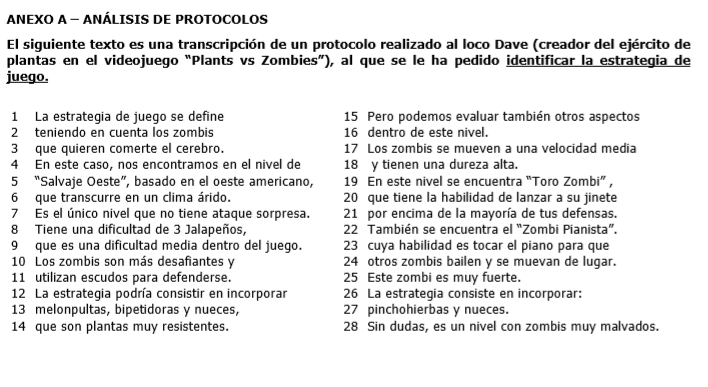 ANEXO A – ANÁLISIS DE PROTOCOLOS
El siguiente texto es una transcripción de un protocolo realizado al loco Dave (creador del ejército de
plantas en el videojuego “Plants vs Zombies”), al que se le ha pedido identificar la estrategia de
juego.
1 La estrategia de juego se define
2 teniendo en cuenta los zombis
3 que quieren comerte el cerebro.
4 En este caso, nos encontramos en el nivel de
5 “Salvaje Oeste”, basado en el oeste americano,
6 que transcurre en un clima árido.
7 Es el único nivel que no tiene ataque sorpresa.
8 Tiene una dificultad de 3 Jalapeños,
9 que es una dificultad media dentro del juego.
10 Los zombis son más desafiantes y
11 utilizan escudos para defenderse.
12 La estrategia podría consistir en incorporar
13 melonpultas, bipetidoras y nueces,
14 que son plantas muy resistentes.
15 Pero podemos evaluar también otros aspectos
16 dentro de este nivel.
17 Los zombis se mueven a una velocidad media
18 y tienen una dureza alta.
19 En este nivel se encuentra “Toro Zombi” ,
20 que tiene la habilidad de lanzar a su jinete
21 por encima de la mayoría de tus defensas.
22 También se encuentra el “Zombi Pianista”.
23 cuya habilidad es tocar el piano para que
24 otros zombis bailen y se muevan de lugar.
25 Este zombi es muy fuerte.
26 La estrategia consiste en incorporar:
27 pinchohierbas y nueces.
28 Sin dudas, es un nivel con zombis muy malvados.